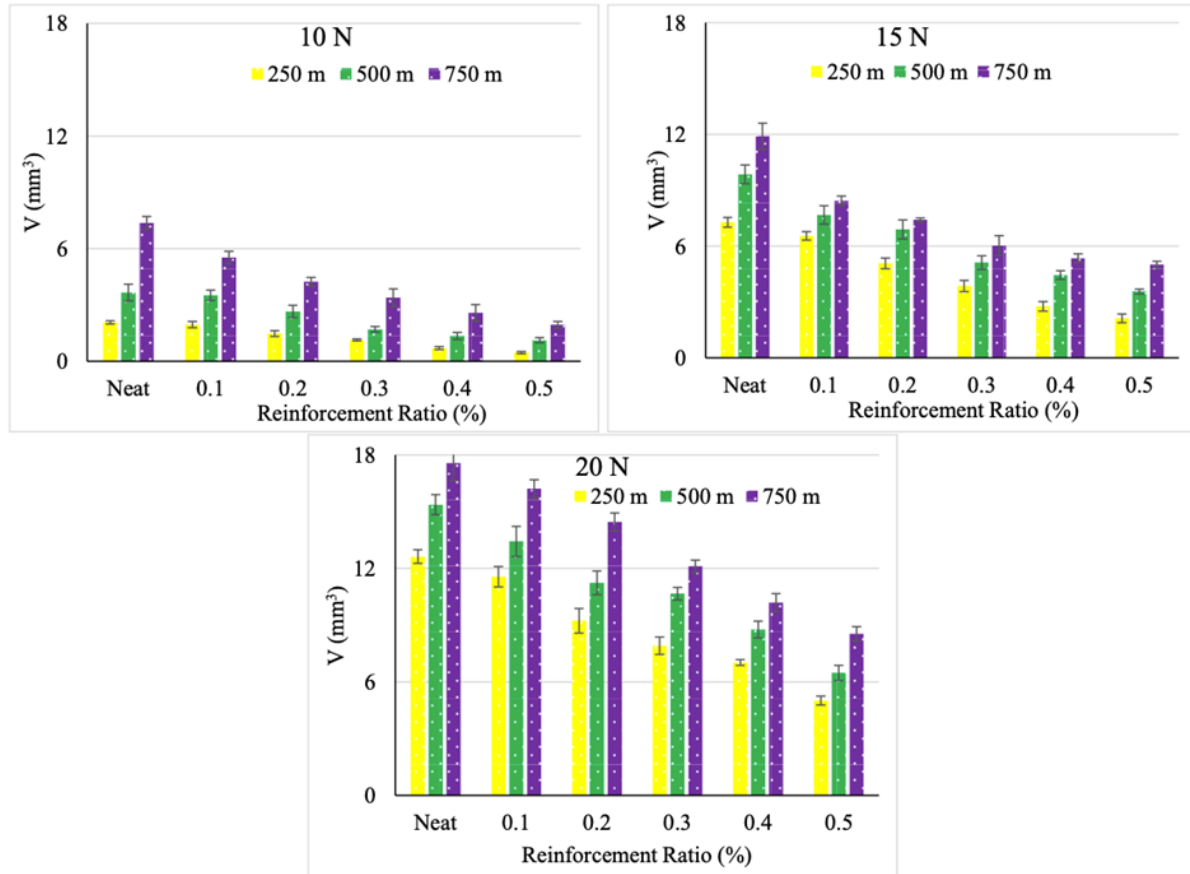 10 N
250 m 500 m 750 m
V (mm³)
18
12
6
0
Neat 0.1 0.2 0.3 0.4 0.5
Reinforcement Ratio (%)
15 N
250 m 500 m 750 m
V (mm³)
18
12
6
0
Neat 0.1 0.2 0.3 0.4 0.5
Reinforcement Ratio (%)
20 N
250 m 500 m 750 m
V (mm³)
18
12
6
0
Neat 0.1 0.2 0.3 0.4 0.5
Reinforcement Ratio (%)